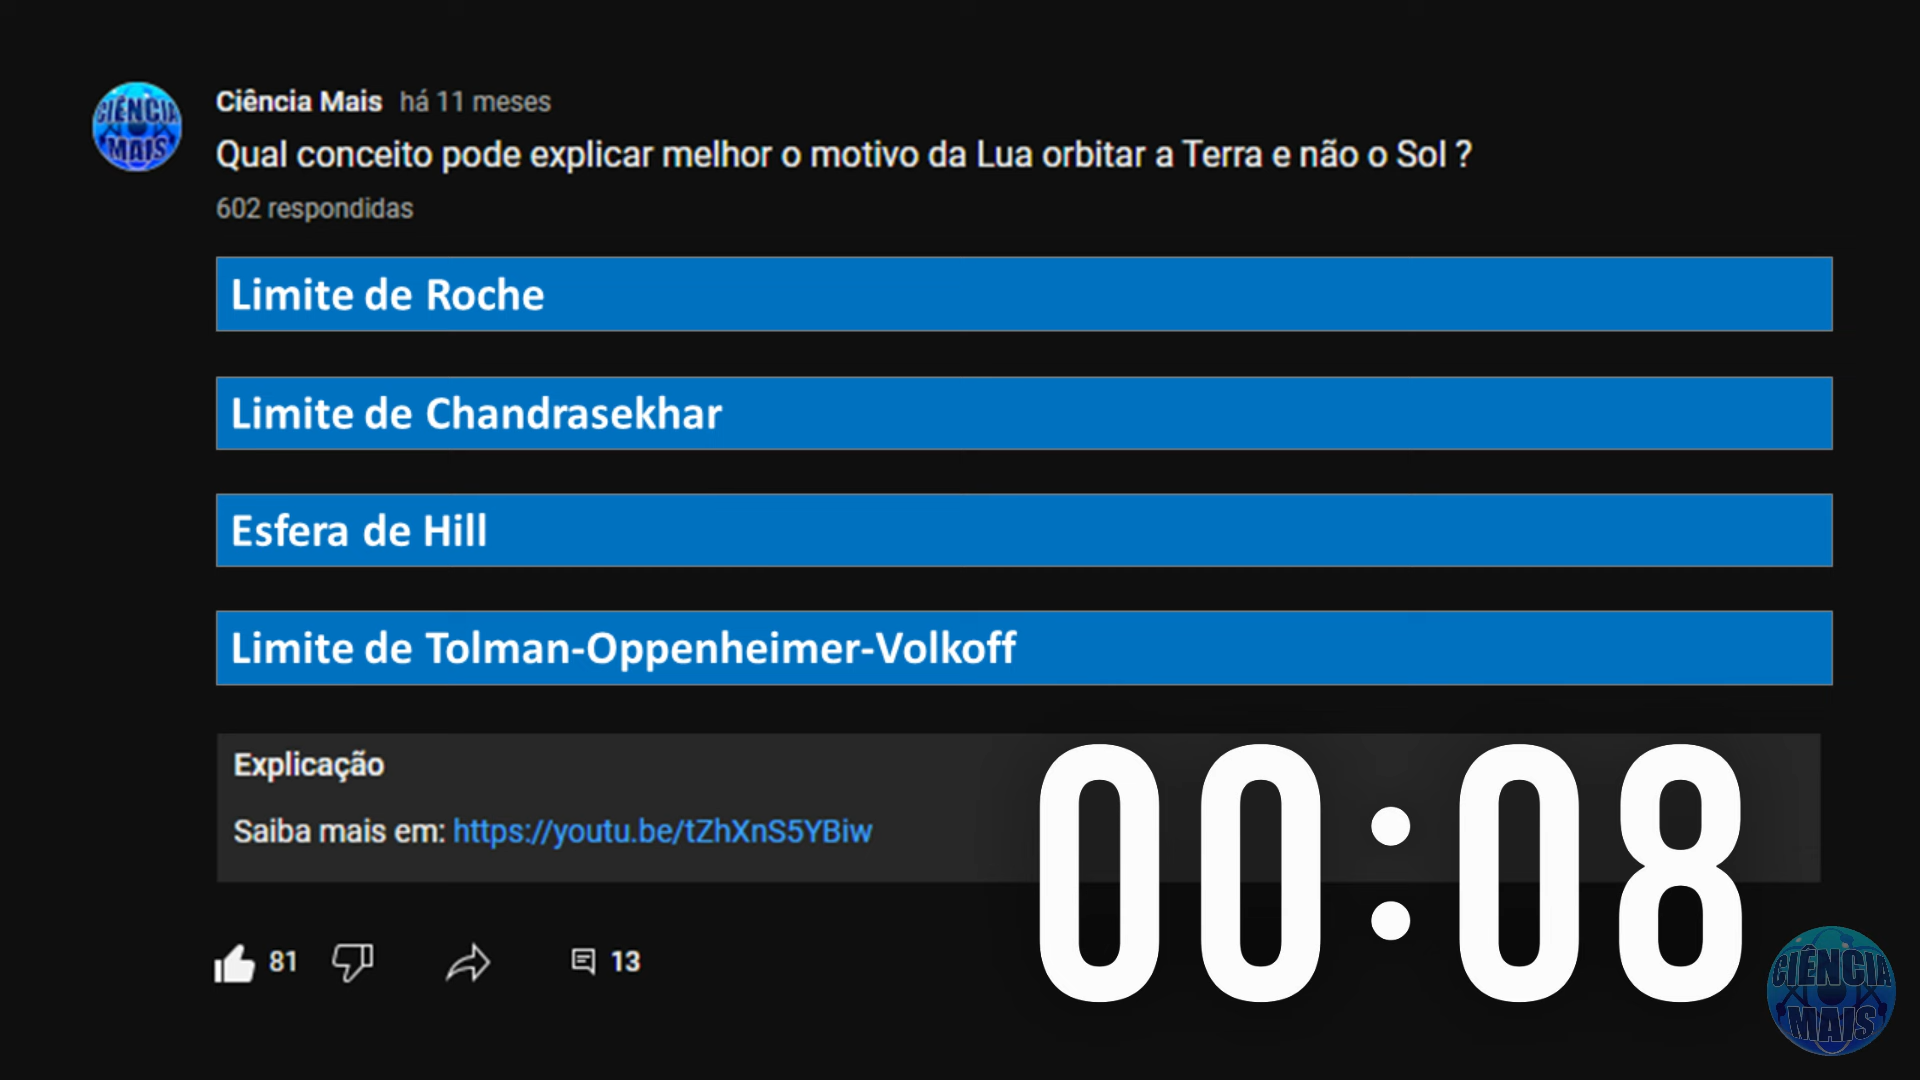 CIÊNCIA
MAIS
Ciência Mais há 11 meses
Qual conceito pode explicar melhor o motivo da Lua orbitar a Terra e não o Sol ?
602 respondidas
Limite de Roche
Limite de Chandrasekhar
Esfera de Hill
Limite de Tolman-Oppenheimer-Volkoff
Explicação
Saiba mais em: https://youtu.be/tZhXnS5YBiw
00:08
81 13
CIÊNCIA
MAIS